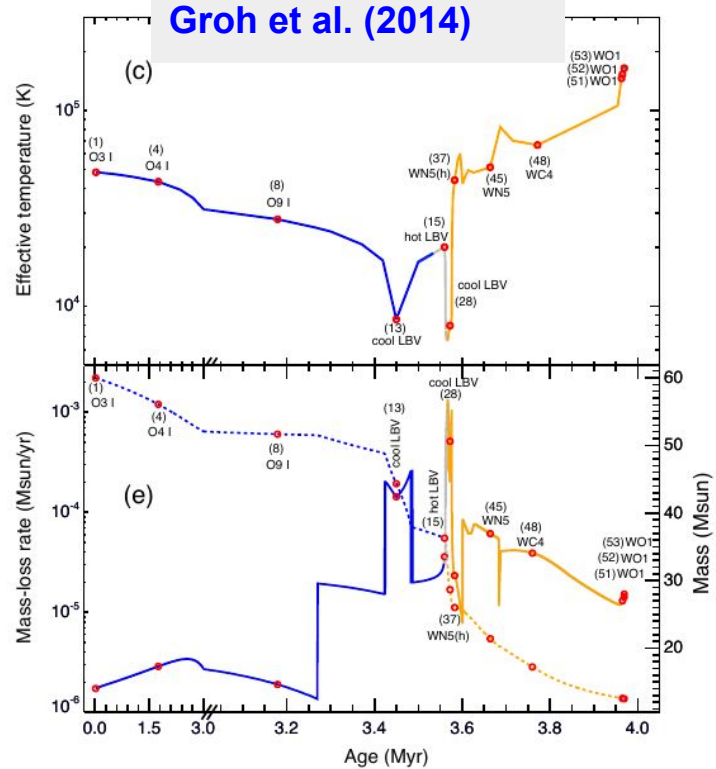 Groh et al. (2014)
(c)
Effective temperature (K)
10^5
10^4
(1)
O3 I
(4)
O4 I
(8)
O9 I
(13)
cool LBV
(15)
hot LBV
cool LBV
(28)
(37)
WN5(h)
(45)
WN5
(48)
WC4
(53)WO1
(52)WO1
(51)WO1
(e)
Mass-loss rate (Msun/yr)
10^-3
10^-4
10^-5
10^-6
(1)
O3 I
(4)
O4 I
(8)
O9 I
(13)
cool LBV
(15)
hot LBV
cool LBV
(28)
(37)
WN5(h)
(45)
WN5
(48)
WC4
(53)WO1
(52)WO1
(51)WO1
60
50
40
30
20
Mass (Msun)
0.0 1.5 3.0 3.2 3.4 3.6 3.8 4.0
Age (Myr)